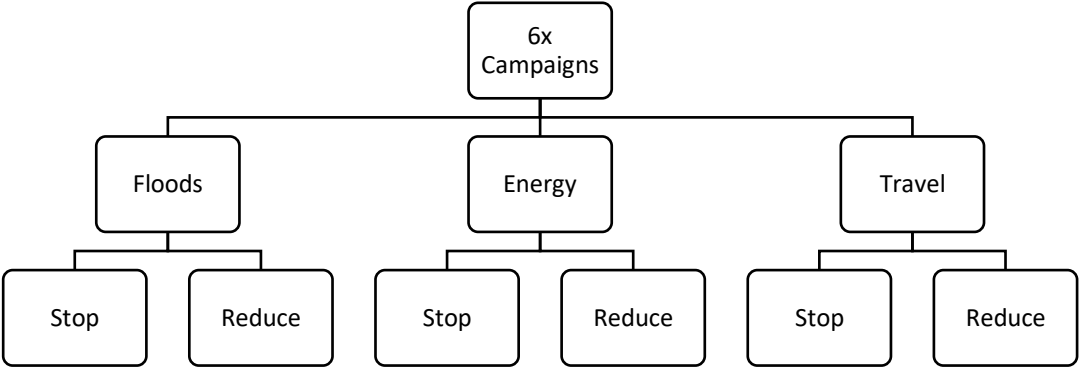 6x
Campaigns
Floods
Energy
Travel
Stop
Reduce
Stop
Reduce
Stop
Reduce